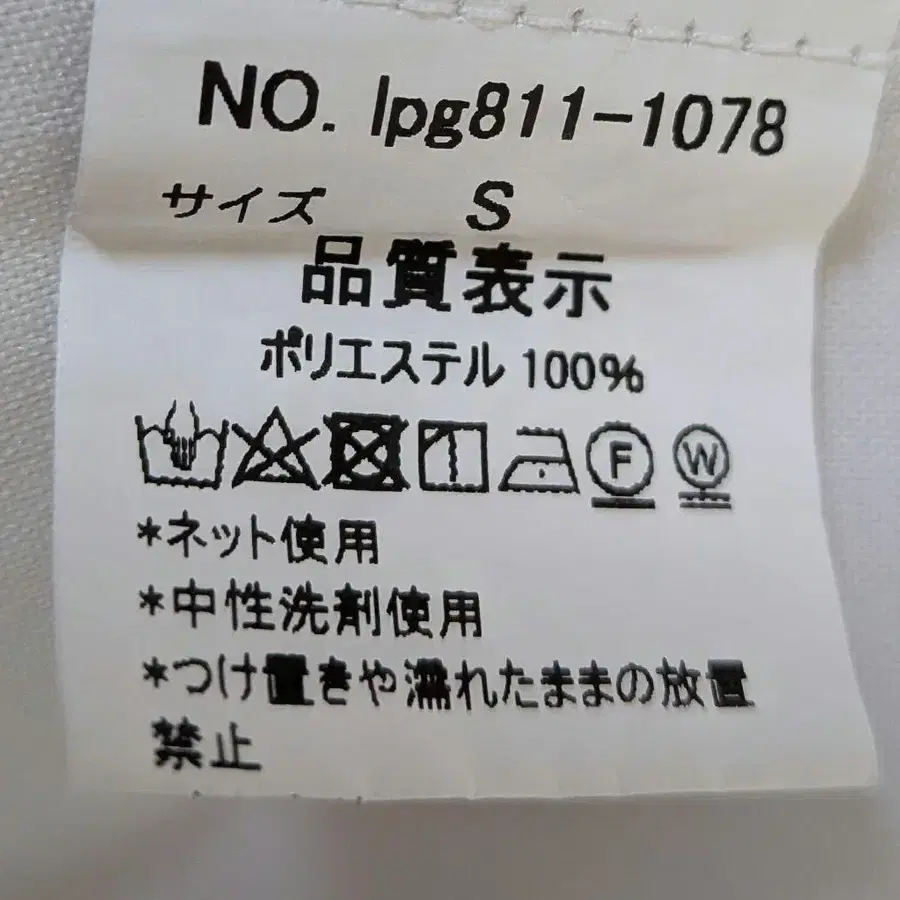 NO. lpg811-1078
サイズ S
品質表示
ポリエステル 100%
F W
*ネット使用
*中性洗剤使用
*つけ置きや濡れたままの放置
禁止